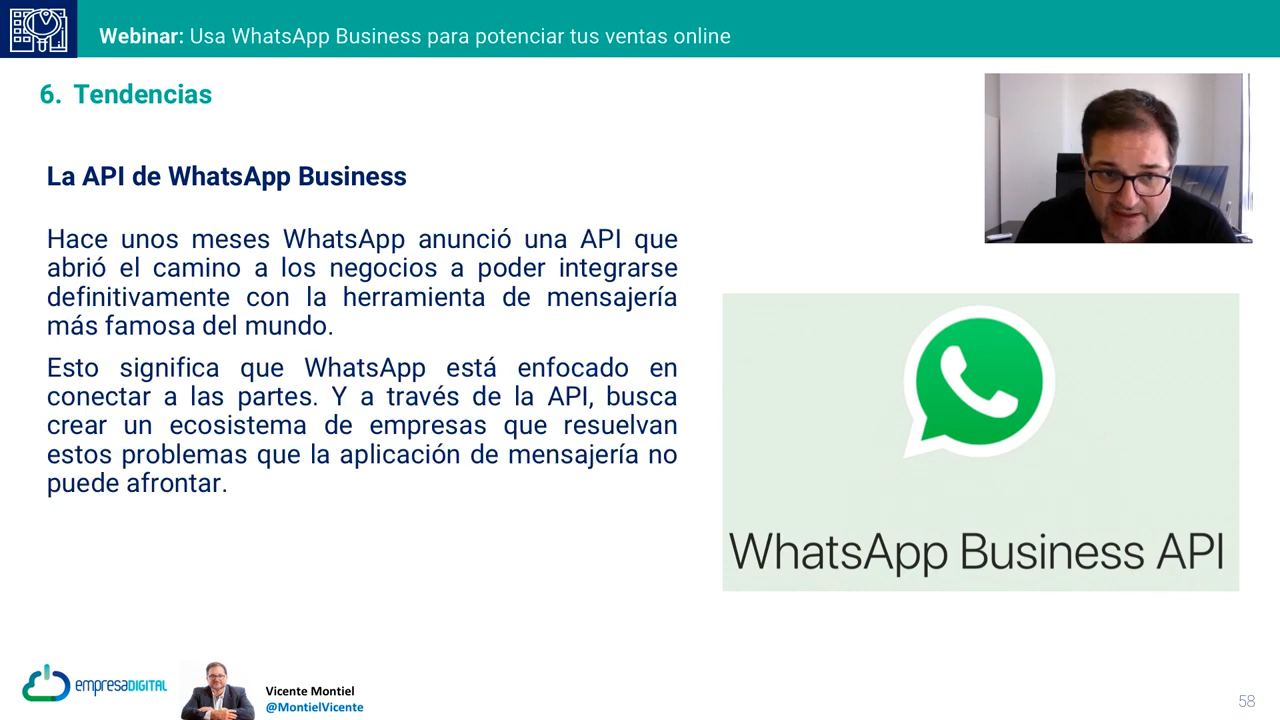 Webinar: Usa WhatsApp Business para potenciar tus ventas online
6. Tendencias
La API de WhatsApp Business
Hace unos meses WhatsApp anunció una API que
abrió el camino a los negocios a poder integrarse
definitivamente con la herramienta de mensajería
más famosa del mundo.
Esto significa que WhatsApp está enfocado en
conectar a las partes. Y a través de la API, busca
crear un ecosistema de empresas que resuelvan
estos problemas que la aplicación de mensajería no
puede afrontar.
WhatsApp Business API
empresaDIGITAL
Vicente Montiel
@MontielVicente
58